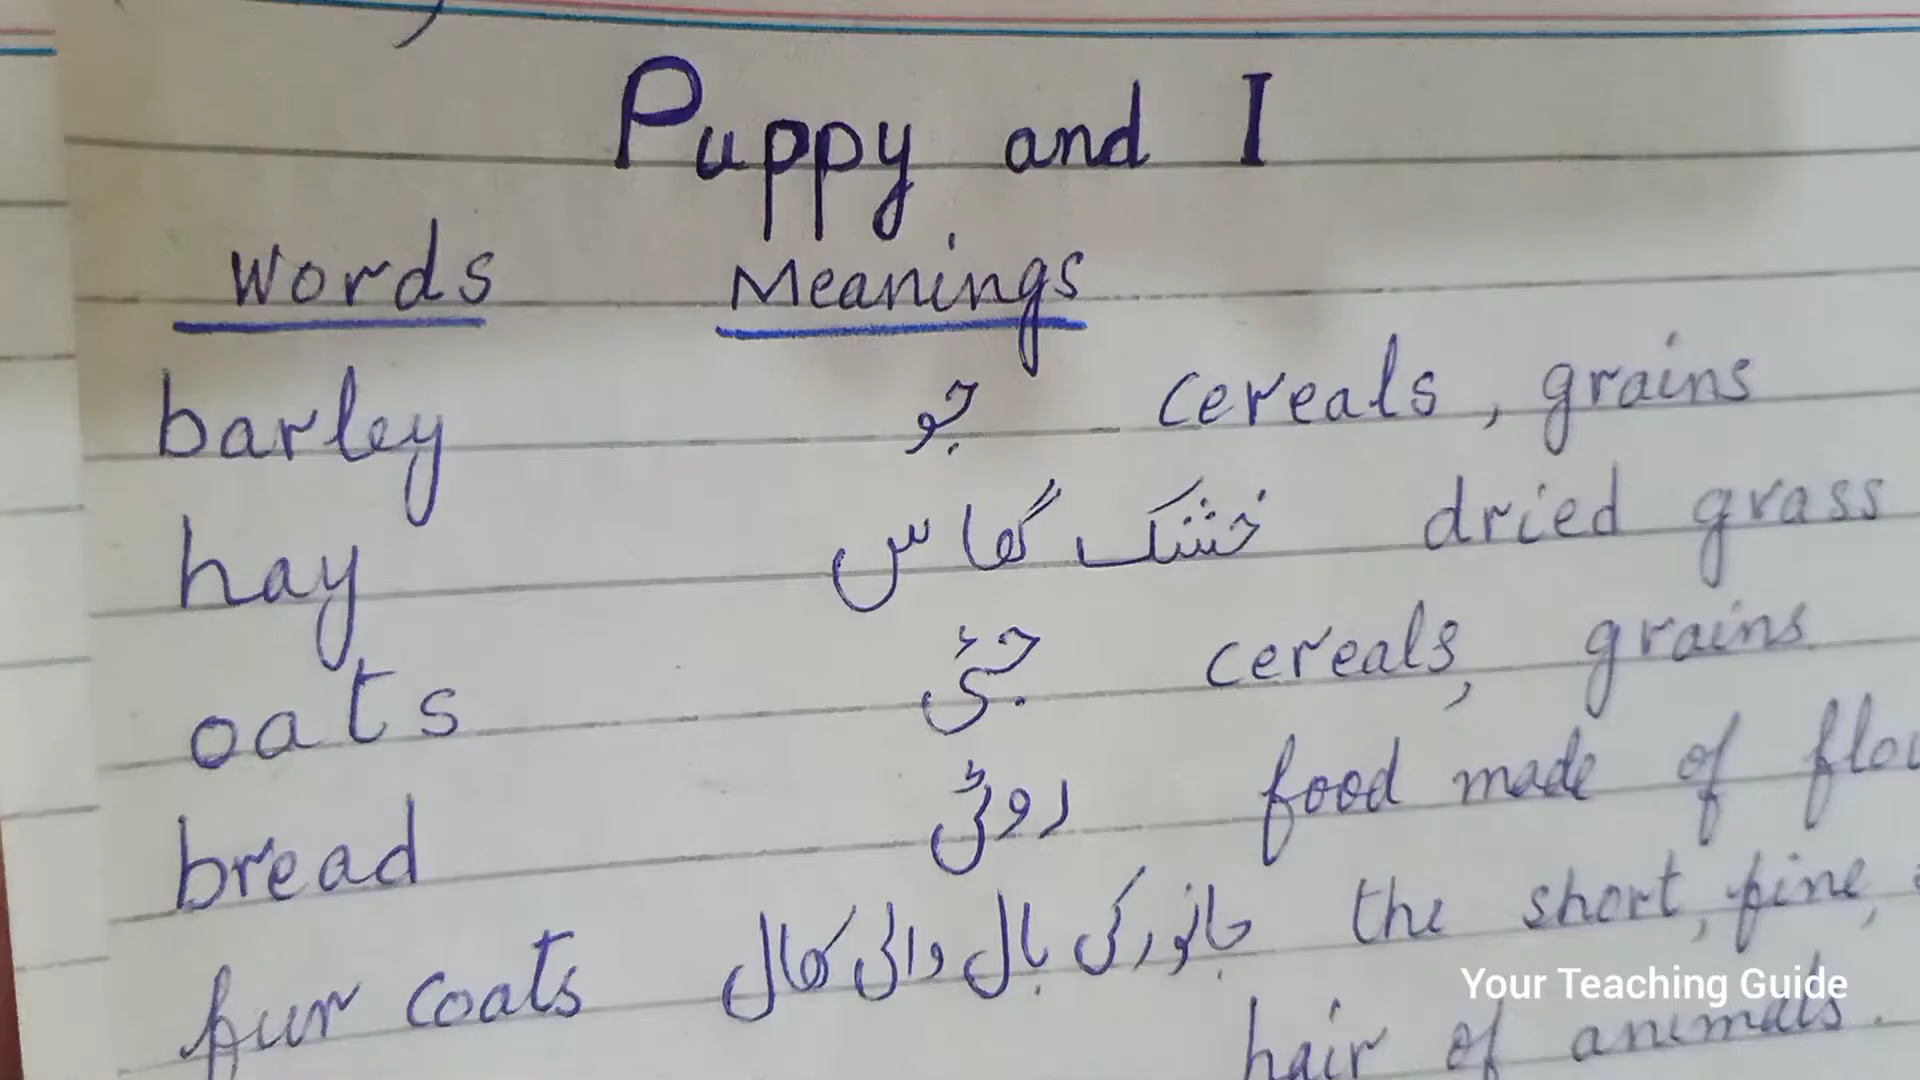 Puppy and I
Words Meanings
barley جو cereals, grains
hay خشک گھاس dried grass
oats جئی cereals, grains
bread روٹی food made of
fur coats جانور کی بال والی کھال the short, fine,
hair of animals.
Your Teaching Guide